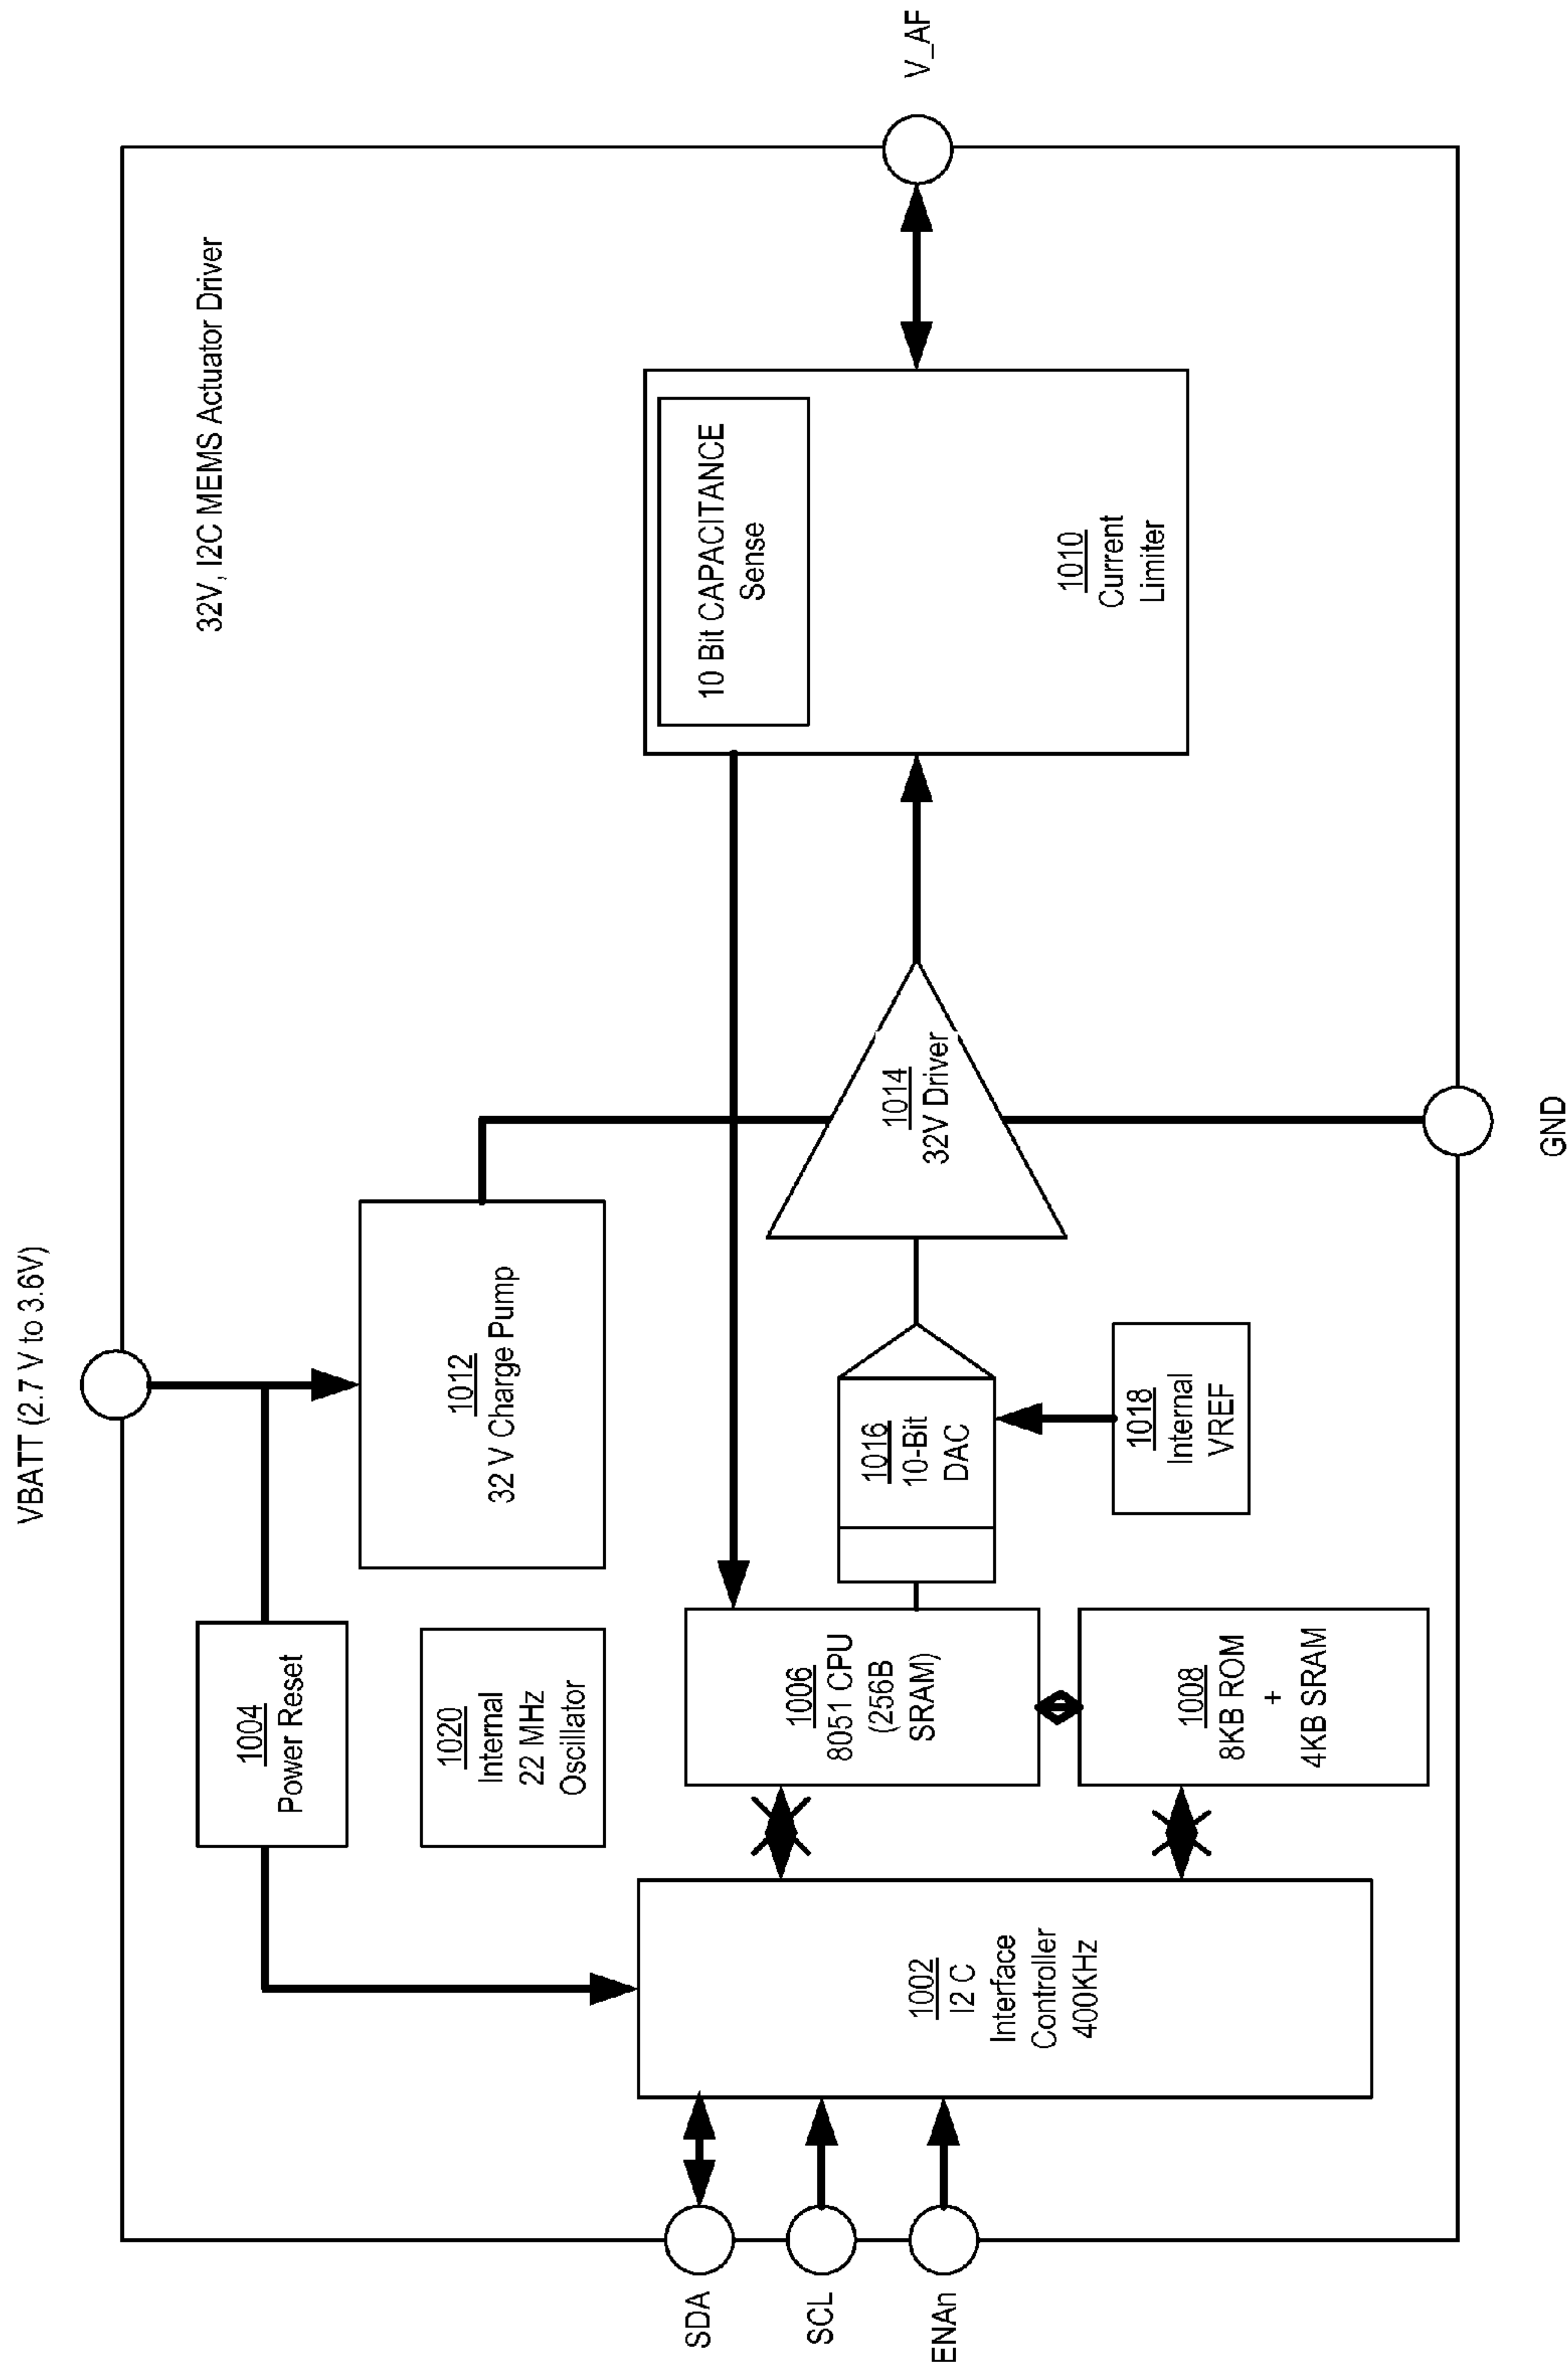 VBATT (2.7 V to 3.6V)
32V, I2C MEMS Actuator Driver
1004
Power Reset
1020
Internal
22 MHz
Oscillator
1012
32 V Charge Pump
SDA
SCL
ENAn
1002
I2 C
Interface
Controller
400KHz
1006
8051 CPU
(256B
SRAM)
1008
8KB ROM
+
4KB SRAM
1016
10-Bit
DAC
1018
Internal
VREF
1014
32V Driver
10 Bit CAPACITANCE
Sense
1010
Current
Limiter
V_AF
GND